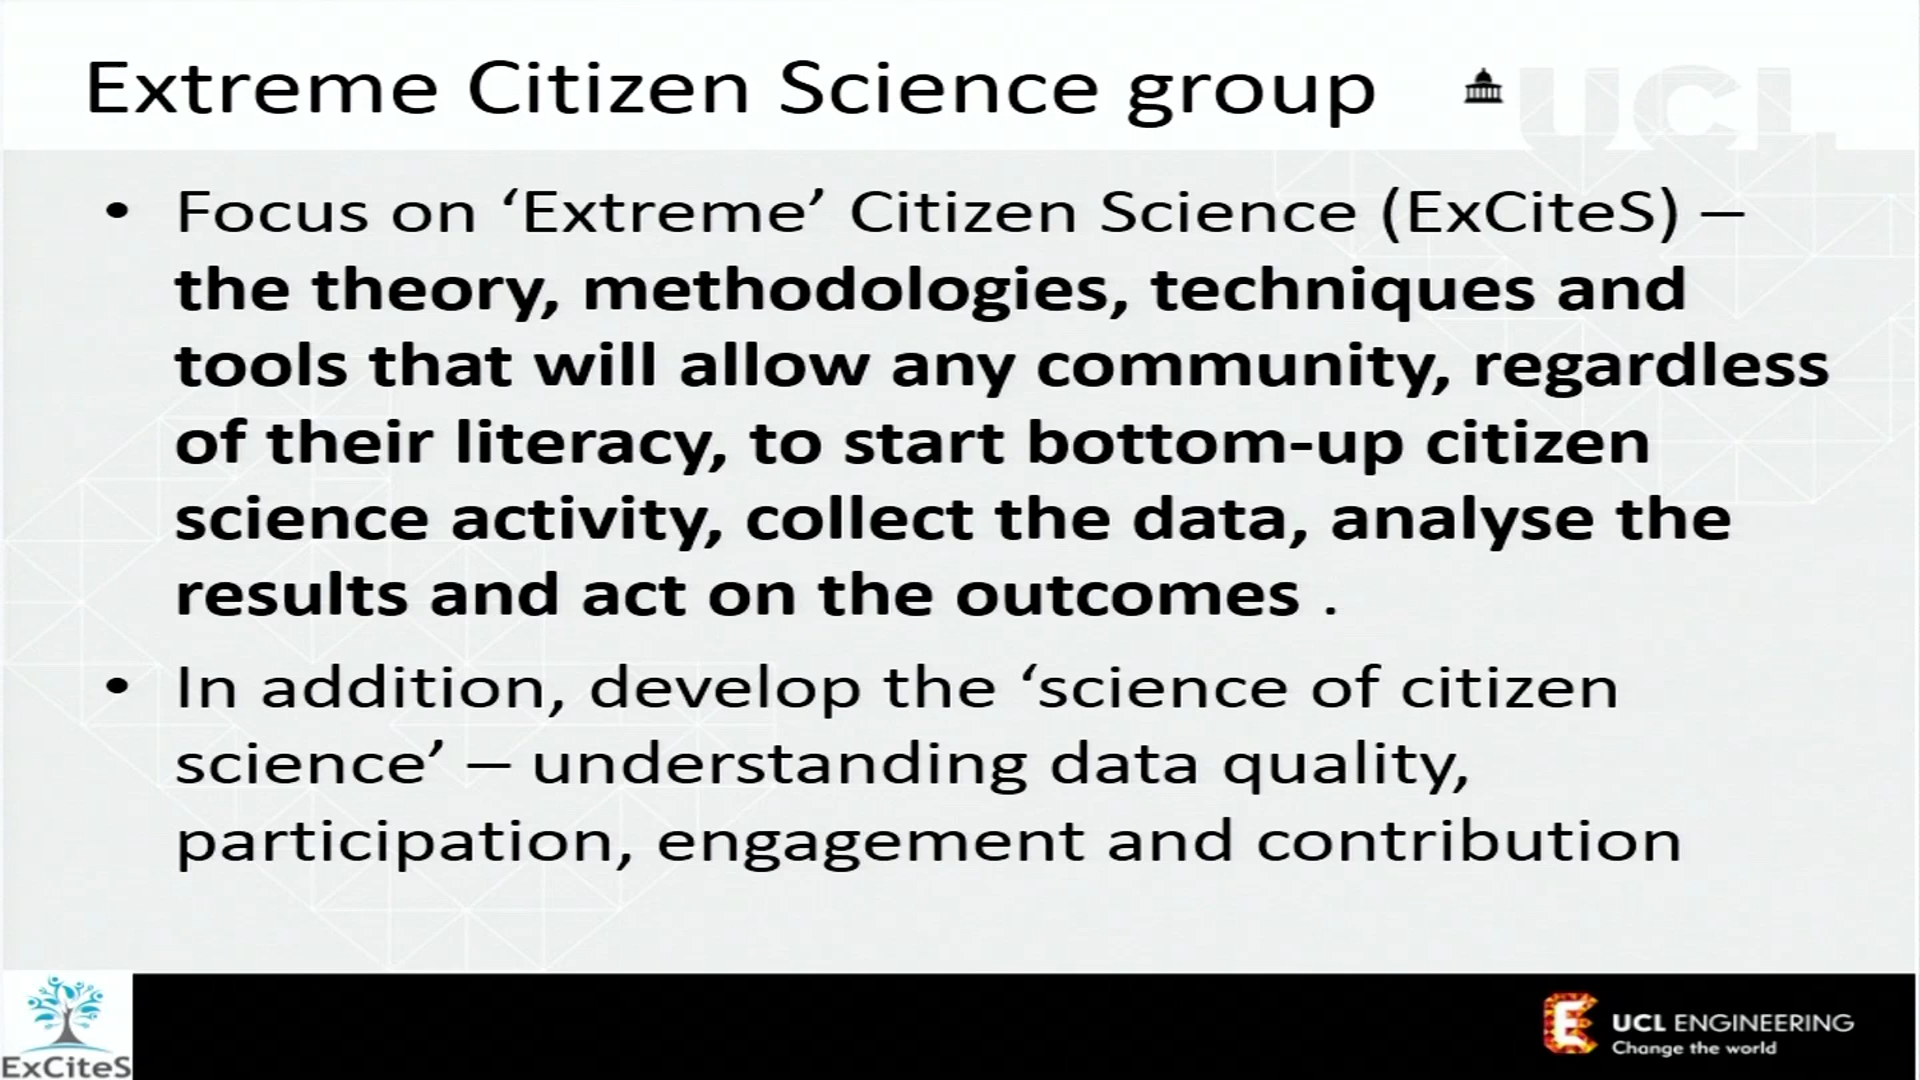 Extreme Citizen Science group
UCL
• Focus on ‘Extreme’ Citizen Science (ExCiteS) –
the theory, methodologies, techniques and
tools that will allow any community, regardless
of their literacy, to start bottom-up citizen
science activity, collect the data, analyse the
results and act on the outcomes .
• In addition, develop the ‘science of citizen
science’ – understanding data quality,
participation, engagement and contribution
ExCiteS
UCL ENGINEERING
Change the world